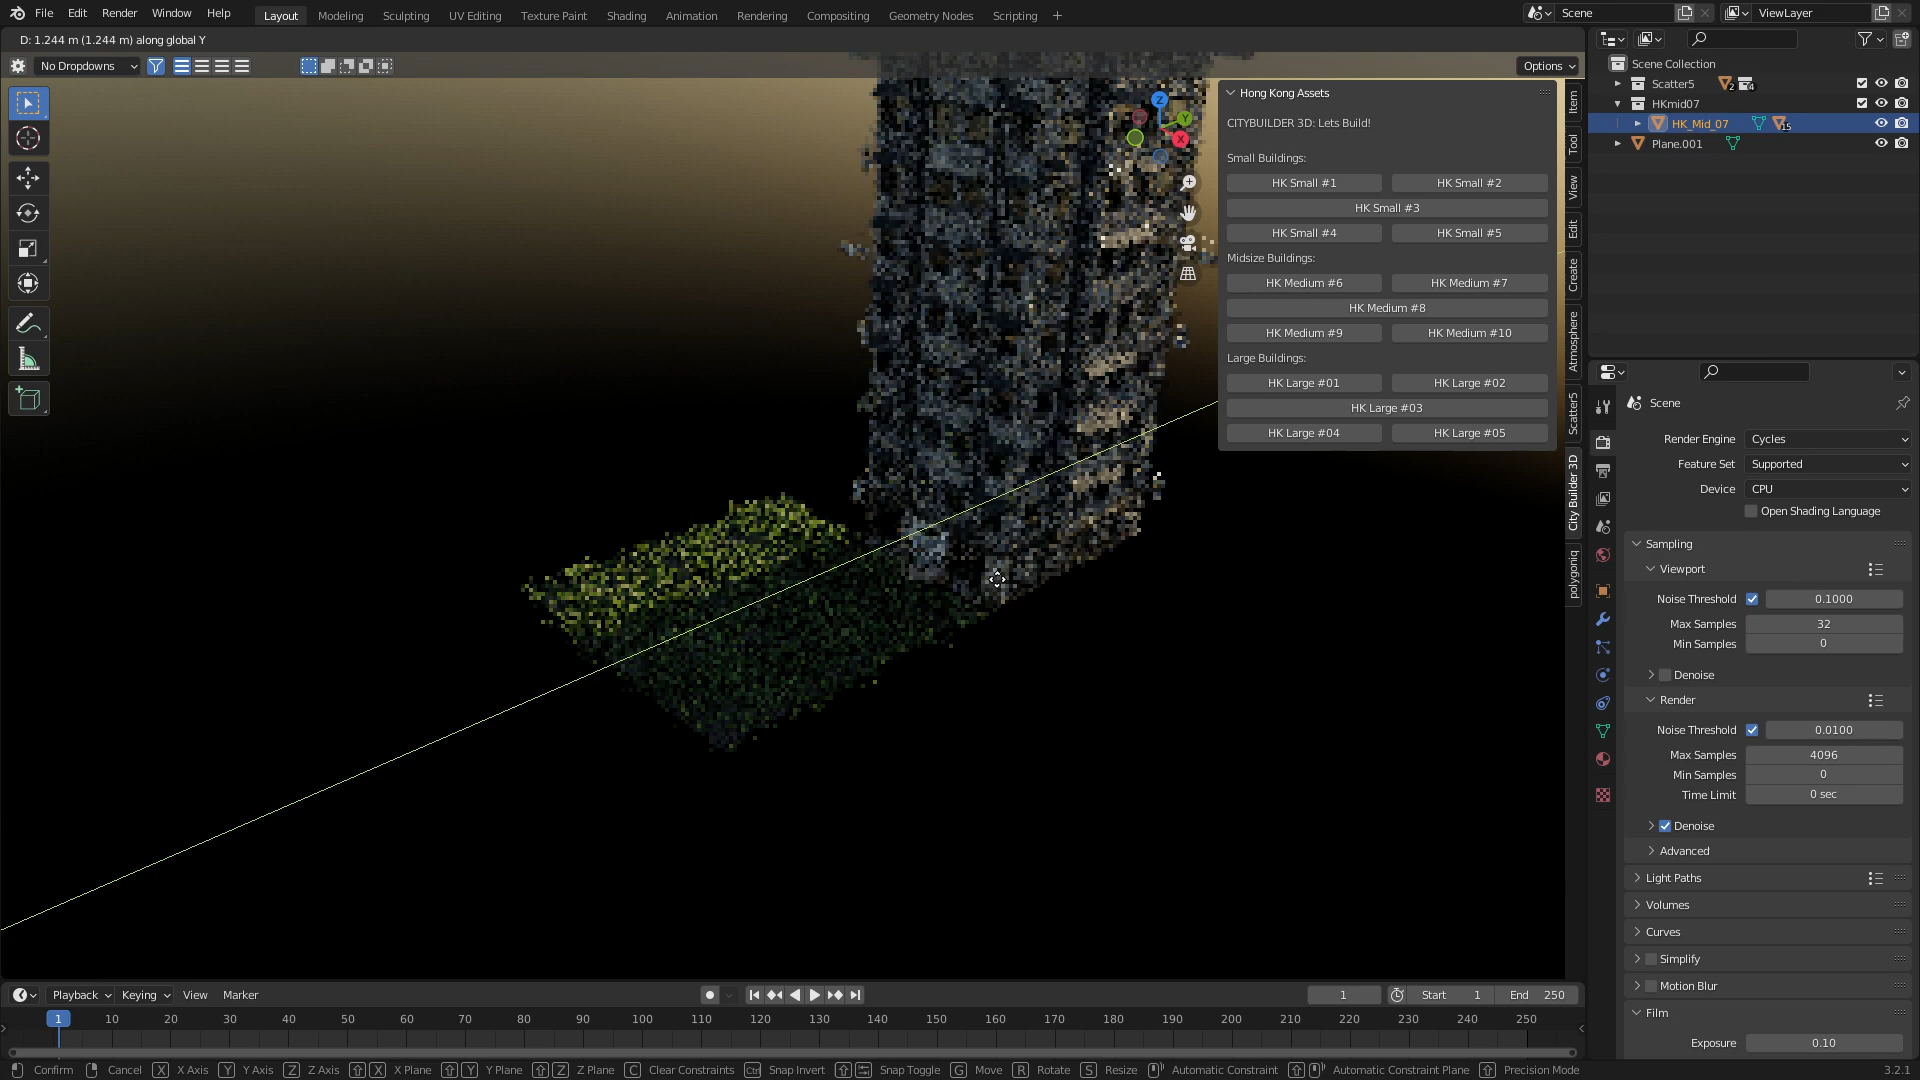 File Edit Render Window Help Layout Modeling Sculpting UV Editing Texture Paint Shading Animation Rendering Compositing Geometry Nodes Scripting + Scene ViewLayer
D: 1.244 m (1.244 m) along global Y
No Dropdowns Options
Hong Kong Assets
CITYBUILDER 3D: Lets Build!
Small Buildings:
HK Small #1 HK Small #2
HK Small #3
HK Small #4 HK Small #5
Midsize Buildings:
HK Medium #6 HK Medium #7
HK Medium #8
HK Medium #9 HK Medium #10
Large Buildings:
HK Large #01 HK Large #02
HK Large #03
HK Large #04 HK Large #05
Z
Y
X
Item
Tool
View
Edit
Create
Atmosphere
Scatter5
City Builder 3D
polygoniq
Scene Collection
Scatter5 2 4
HKmid07
HK_Mid_07 15
Plane.001
Scene
Render Engine Cycles
Feature Set Supported
Device CPU
Open Shading Language
Sampling
Viewport
Noise Threshold 0.1000
Max Samples 32
Min Samples 0
Denoise
Render
Noise Threshold 0.0100
Max Samples 4096
Min Samples 0
Time Limit 0 sec
Denoise
Advanced
Light Paths
Volumes
Curves
Simplify
Motion Blur
Film
Exposure 0.10
Playback Keying View Marker 1 Start 1 End 250
1 10 20 30 40 50 60 70 80 90 100 110 120 130 140 150 160 170 180 190 200 210 220 230 240 250
Confirm Cancel X X Axis Y Y Axis Z Z Axis X X Plane Y Y Plane Z Z Plane C Clear Constraints Ctrl Snap Invert Snap Toggle G Move R Rotate S Resize Automatic Constraint Automatic Constraint Plane Precision Mode 3.2.1